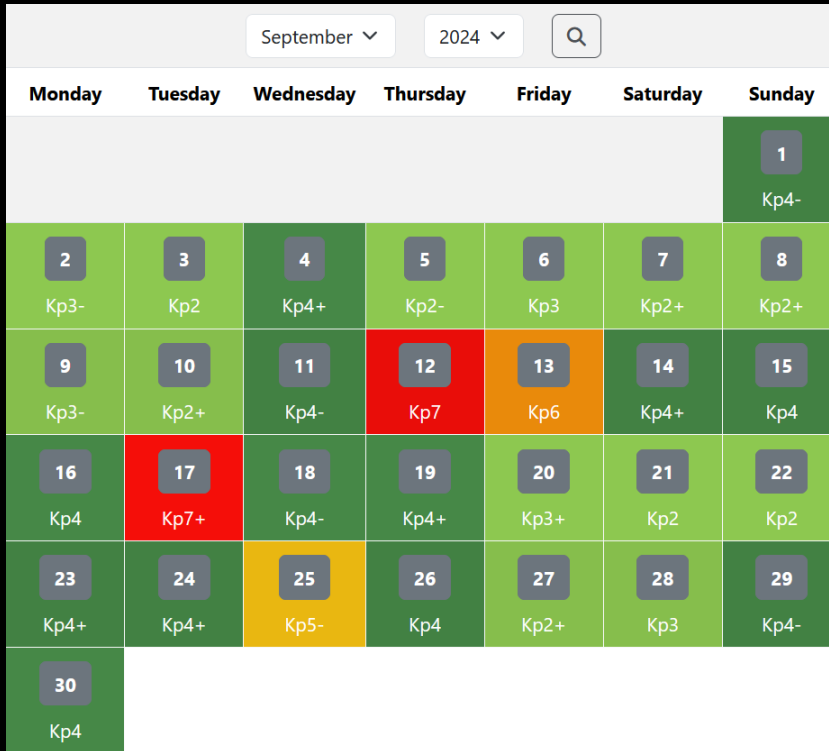 September 2024
Monday Tuesday Wednesday Thursday Friday Saturday Sunday
1
Kp4-
2 3 4 5 6 7 8
Kp3- Kp2 Kp4+ Kp2- Kp3 Kp2+ Kp2+
9 10 11 12 13 14 15
Kp3- Kp2+ Kp4- Kp7 Kp6 Kp4+ Kp4
16 17 18 19 20 21 22
Kp4 Kp7+ Kp4- Kp4+ Kp3+ Kp2 Kp2
23 24 25 26 27 28 29
Kp4+ Kp4+ Kp5- Kp4 Kp2+ Kp3 Kp4-
30
Kp4